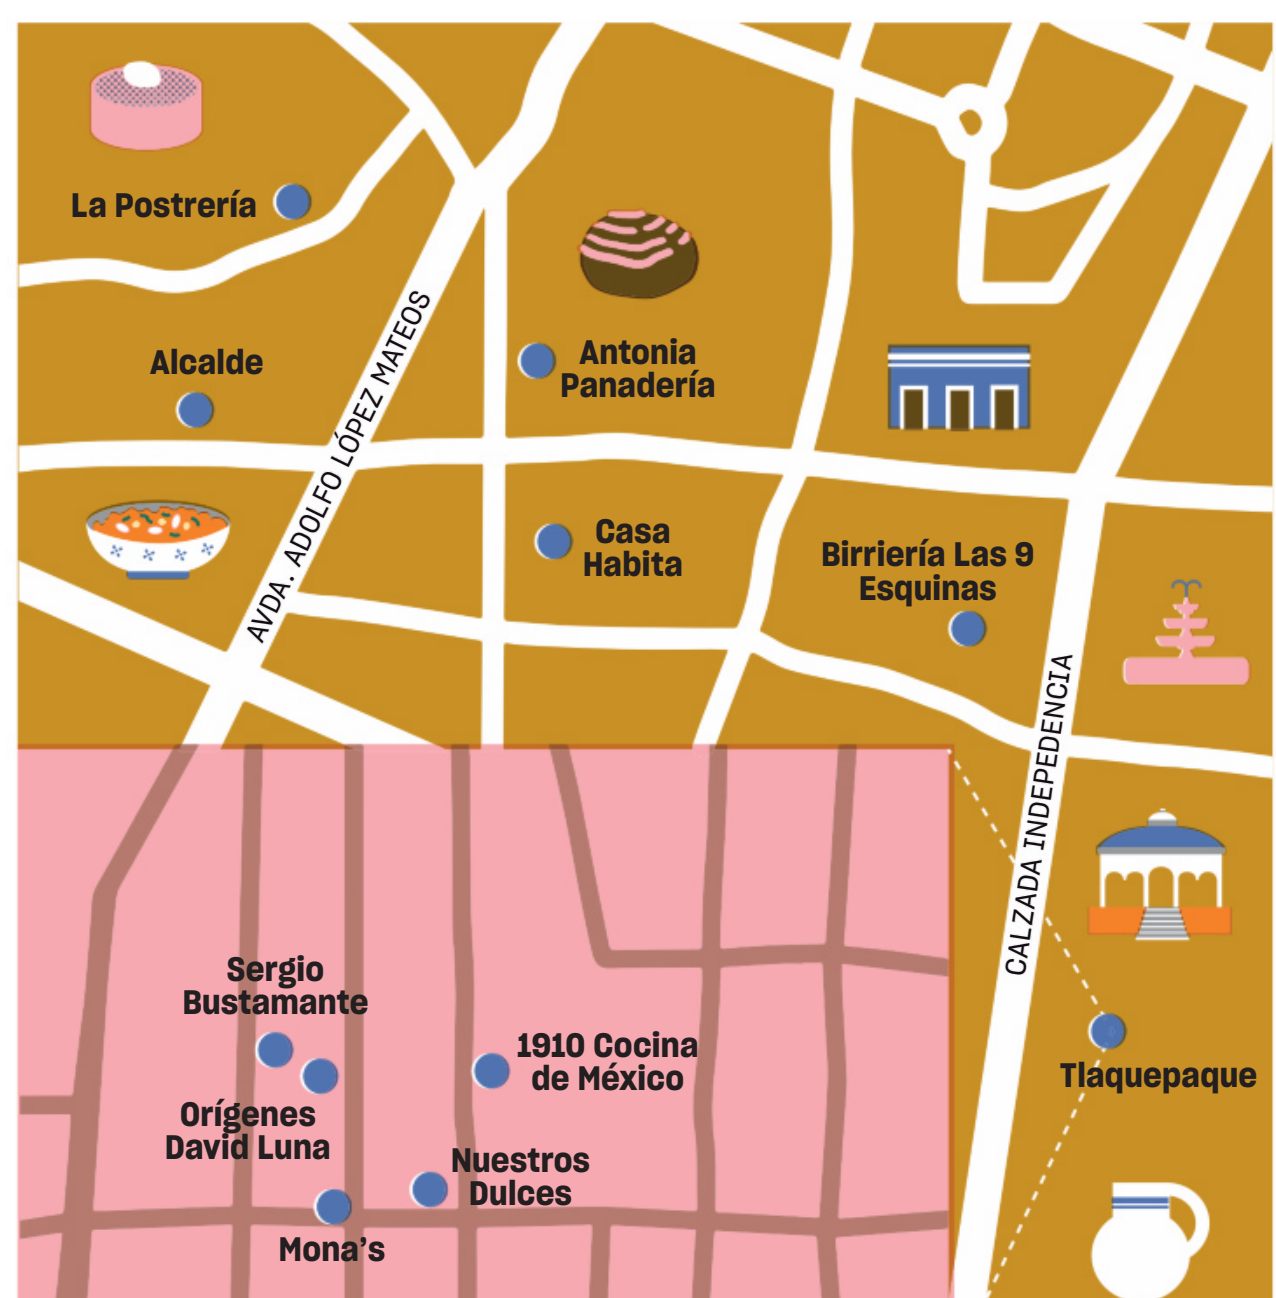 La Postrería
Alcalde
Antonia
Panadería
AVDA. ADOLFO LÓPEZ MATEOS
Casa
Habita
Birriería Las 9
Esquinas
CALZADA INDEPEDENCIA
Sergio
Bustamante
Orígenes
David Luna
1910 Cocina
de México
Nuestros
Dulces
Mona’s
Tlaquepaque